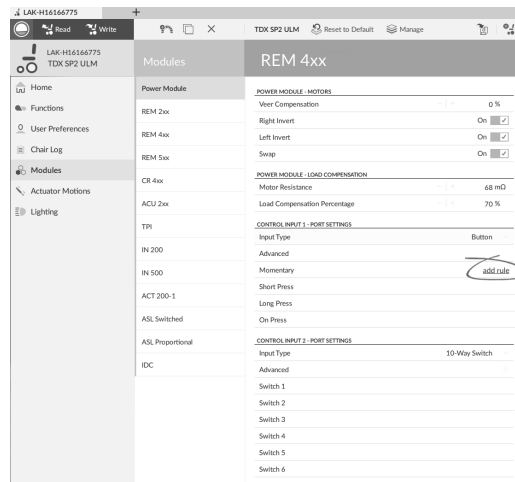 LAK-H16166775
+
Read
Write
TDX SP2 ULM
Reset to Default
Manage
LAK-H16166775
TDX SP2 ULM
Home
Functions
User Preferences
Chair Log
Modules
Actuator Motions
Lighting
Modules
Power Module
REM 2xx
REM 4xx
REM 5xx
CR 4xx
ACU 2xx
TPI
IN 200
IN 500
ACT 200-1
ASL Switched
ASL Proportional
IDC
REM 4xx
POWER MODULE - MOTORS
Veer Compensation - + 0 %
Right Invert On
Left Invert On
Swap On
POWER MODULE - LOAD COMPENSATION
Motor Resistance - + 68 mΩ
Load Compensation Percentage - + 70 %
CONTROL INPUT 1 - PORT SETTINGS
Input Type Button
Advanced
Momentary add rule
Short Press
Long Press
On Press
CONTROL INPUT 2 - PORT SETTINGS
Input Type 10-Way Switch
Advanced
Switch 1
Switch 2
Switch 3
Switch 4
Switch 5
Switch 6